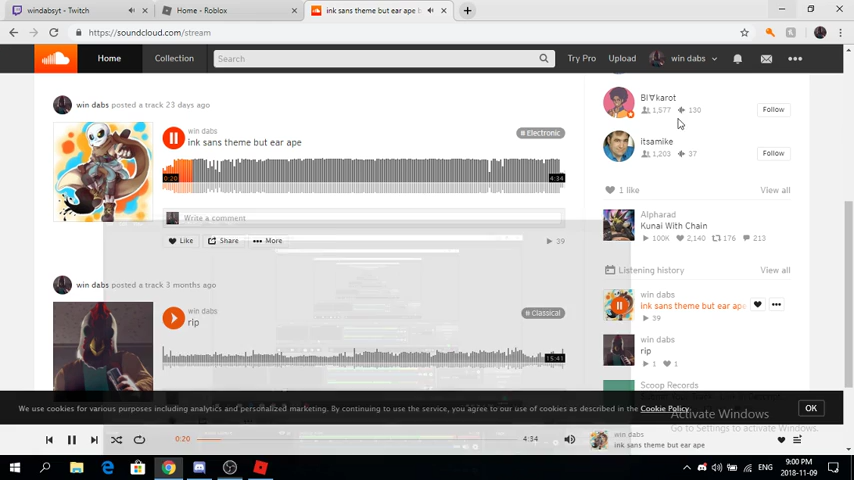 windabsyt - Twitch
Home - Roblox
ink sans theme but ear ape b
https://soundcloud.com/stream
Home
Collection
Search
Try Pro
Upload
win dabs
win dabs posted a track 23 days ago
win dabs
ink sans theme but ear ape
# Electronic
0:20
4:34
Write a comment
Like
Share
More
39
win dabs posted a track 3 months ago
win dabs
rip
# Classical
15:41
BI∀karot
1,577
130
Follow
itsamike
1,203
37
Follow
1 like
View all
Alpharad
Kunai With Chain
100K
2,140
176
213
Listening history
View all
win dabs
ink sans theme but ear ape
39
win dabs
rip
1
1
Scoop Records
We use cookies for various purposes including analytics and personalized marketing. By continuing to use the service, you agree to our use of cookies as described in the Cookie Policy.
OK
Activate Windows
Go to Settings to activate Windows.
0:20
4:34
win dabs
ink sans theme but ear ape
ENG
9:00 PM
2018-11-09